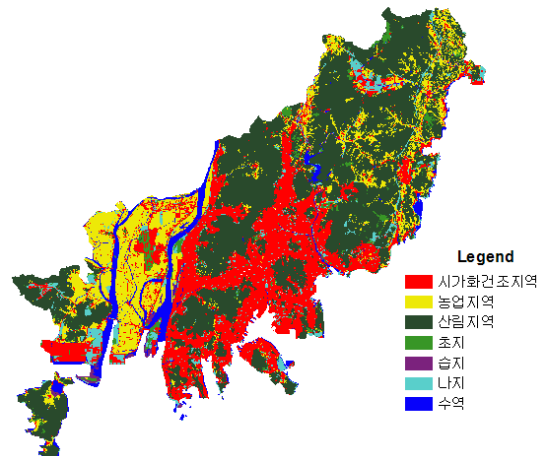 Legend
시가화건조지역
농업지역
산림지역
초지
습지
나지
수역